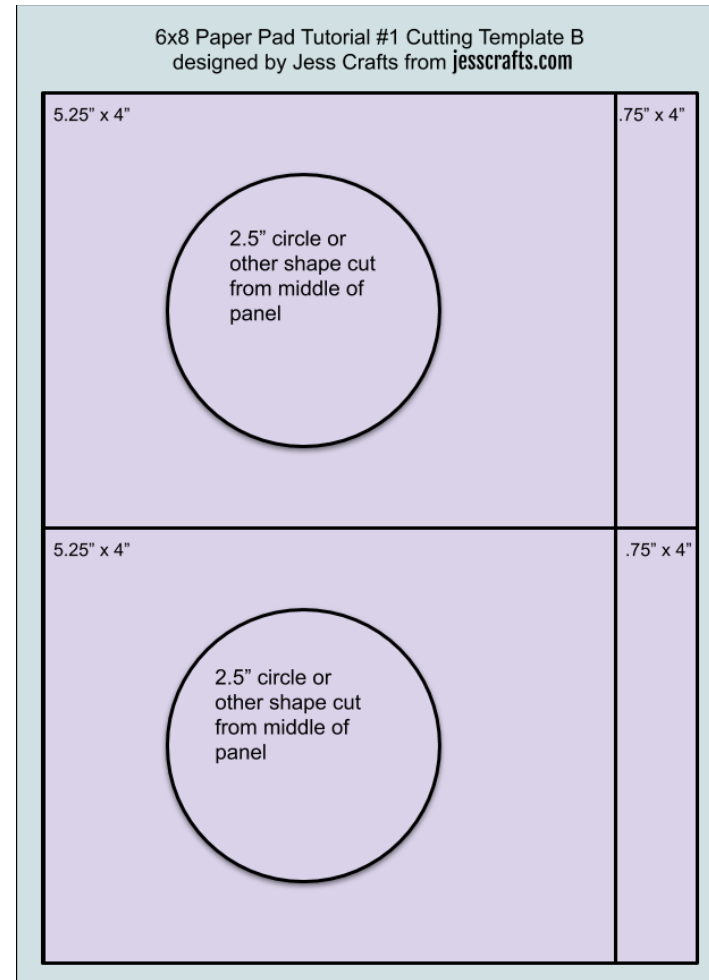 6x8 Paper Pad Tutorial #1 Cutting Template B
designed by Jess Crafts from jesscrafts.com
5.25” x 4”
.75” x 4”
2.5” circle or
other shape cut
from middle of
panel
5.25” x 4”
.75” x 4”
2.5” circle or
other shape cut
from middle of
panel